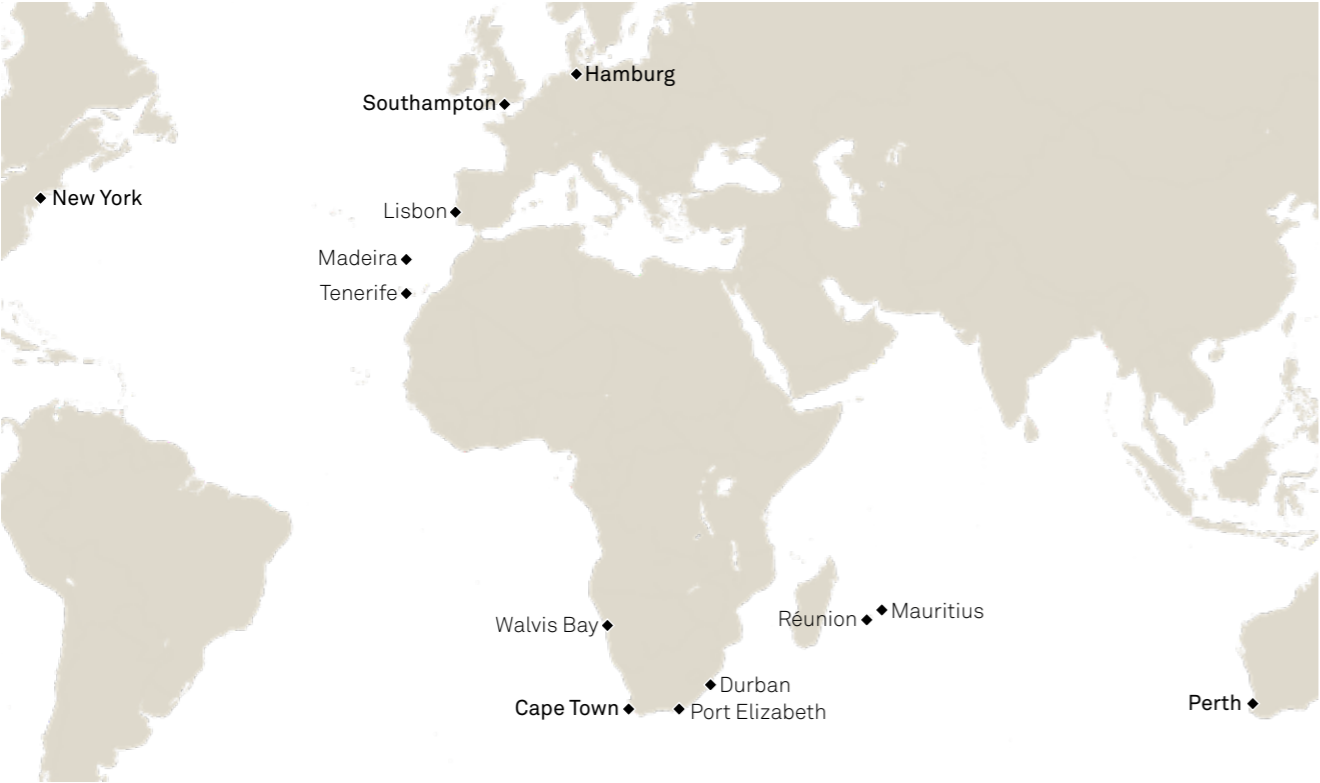 Hamburg
Southampton
New York
Lisbon
Madeira
Tenerife
Mauritius
Réunion
Walvis Bay
Durban
Perth
Cape Town
Port Elizabeth